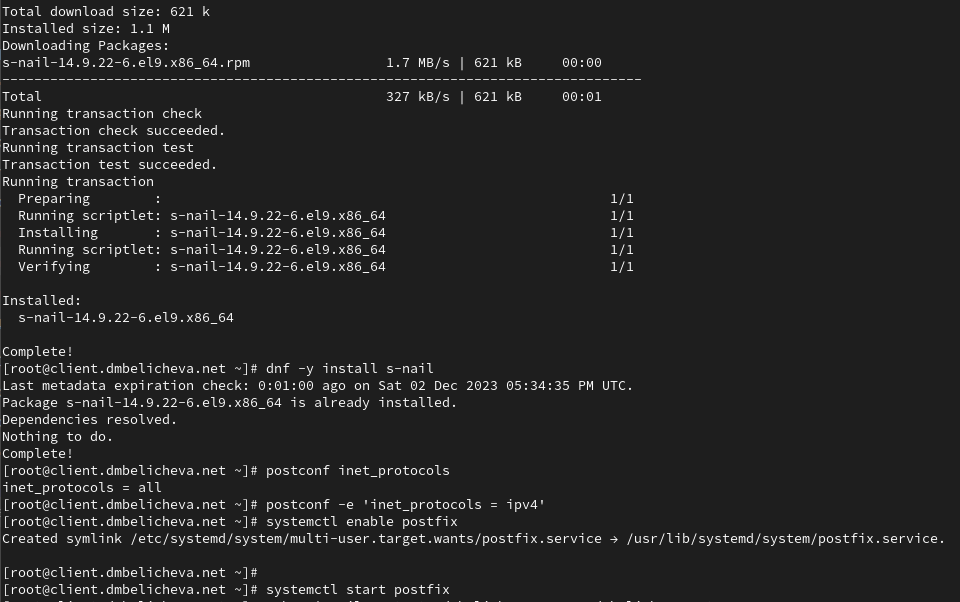 Total download size: 621 k
Installed size: 1.1 M
Downloading Packages:
s-nail-14.9.22-6.el9.x86_64.rpm                 1.7 MB/s | 621 kB     00:00
--------------------------------------------------------------------------------
Total                                           327 kB/s | 621 kB     00:01
Running transaction check
Transaction check succeeded.
Running transaction test
Transaction test succeeded.
Running transaction
  Preparing        :                                                        1/1
  Running scriptlet: s-nail-14.9.22-6.el9.x86_64                            1/1
  Installing       : s-nail-14.9.22-6.el9.x86_64                            1/1
  Running scriptlet: s-nail-14.9.22-6.el9.x86_64                            1/1
  Verifying        : s-nail-14.9.22-6.el9.x86_64                            1/1
Installed:
  s-nail-14.9.22-6.el9.x86_64
Complete!
[root@client.dmbelicheva.net ~]# dnf -y install s-nail
Last metadata expiration check: 0:01:00 ago on Sat 02 Dec 2023 05:34:35 PM UTC.
Package s-nail-14.9.22-6.el9.x86_64 is already installed.
Dependencies resolved.
Nothing to do.
Complete!
[root@client.dmbelicheva.net ~]# postconf inet_protocols
inet_protocols = all
[root@client.dmbelicheva.net ~]# postconf -e 'inet_protocols = ipv4'
[root@client.dmbelicheva.net ~]# systemctl enable postfix
Created symlink /etc/systemd/system/multi-user.target.wants/postfix.service → /usr/lib/systemd/system/postfix.service.
[root@client.dmbelicheva.net ~]#
[root@client.dmbelicheva.net ~]# systemctl start postfix